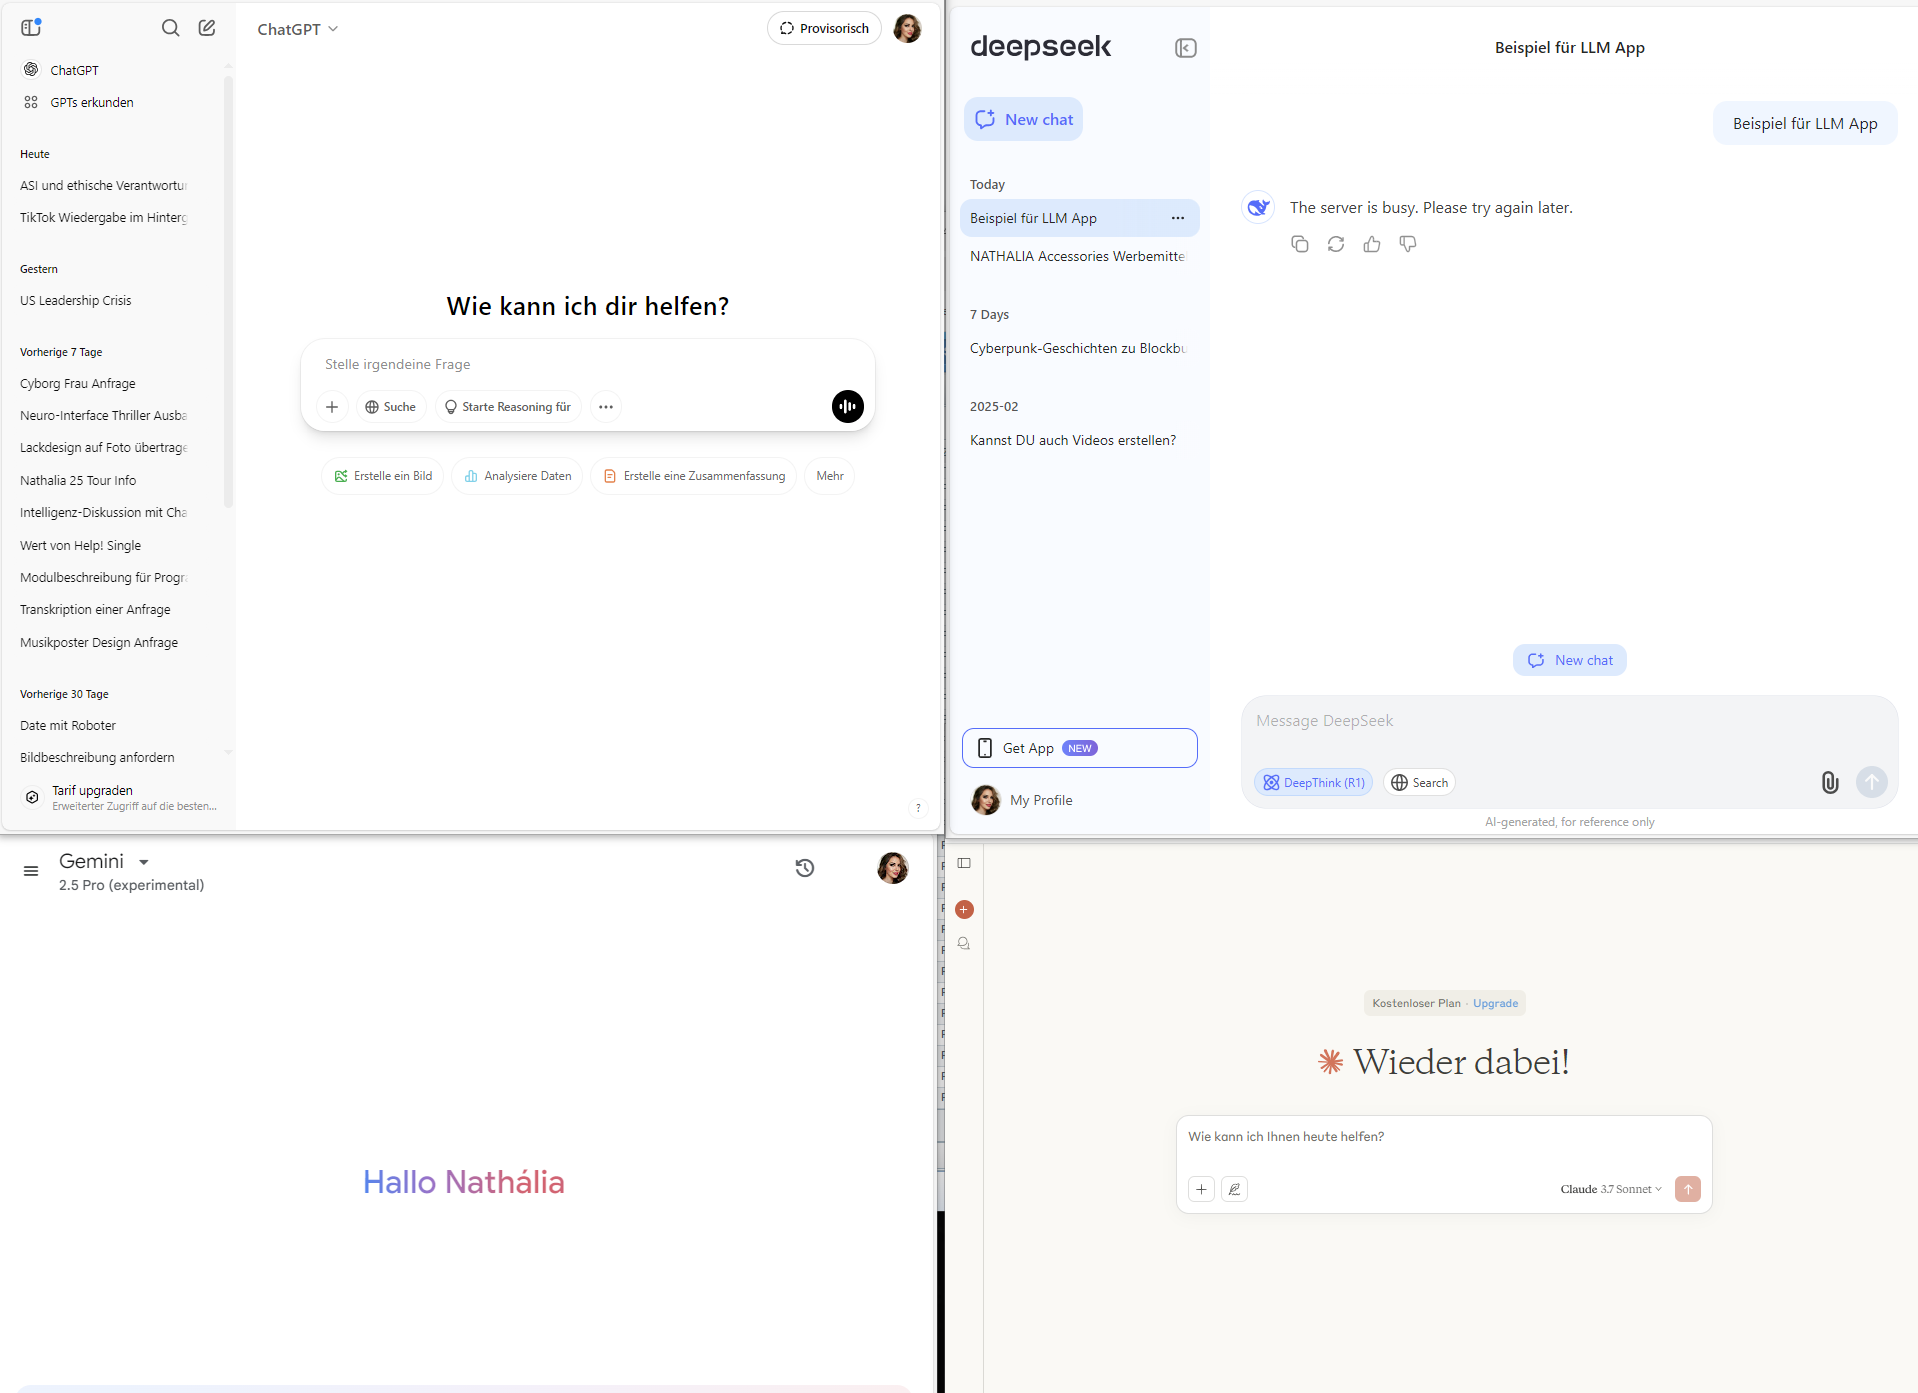 ChatGPT
Provisorisch
ChatGPT
GPTs erkunden
Heute
ASI und ethische
TikTok Wiedergabe im
Gestern
US Leadership Crisis
Vorherige 7 Tage
Cyborg Frau Anfrage
Neuro-Interface Thriller
Lackdesign auf Foto
Nathalia 25 Tour Info
Intelligenz-Diskussion mit
Wert von Help! Single
Modulbeschreibung für
Transkription einer Anfrage
Musikposter Design Anfrage
Vorherige 30 Tage
Date mit Roboter
Bildbeschreibung anfordern
Tarif upgraden
Erweiterter Zugriff auf die besten...
Wie kann ich dir helfen?
Stelle irgendeine Frage
Suche
Starte Reasoning für
Erstelle ein Bild
Analysiere Daten
Erstelle eine Zusammenfassung
Mehr
?
deepseek
New chat
Today
Beispiel für LLM App
NATHALIA Accessories
7 Days
Cyberpunk-Geschichten zu
2025-02
Kannst DU auch Videos erstellen?
Get App NEW
My Profile
Beispiel für LLM App
Beispiel für LLM App
The server is busy. Please try again later.
New chat
Message DeepSeek
DeepThink (R1)
Search
AI-generated, for reference only
Gemini
2.5 Pro (experimental)
Hallo Nathália
Kostenloser Plan · Upgrade
Wieder dabei!
Wie kann ich Ihnen heute helfen?
Claude 3.7 Sonnet